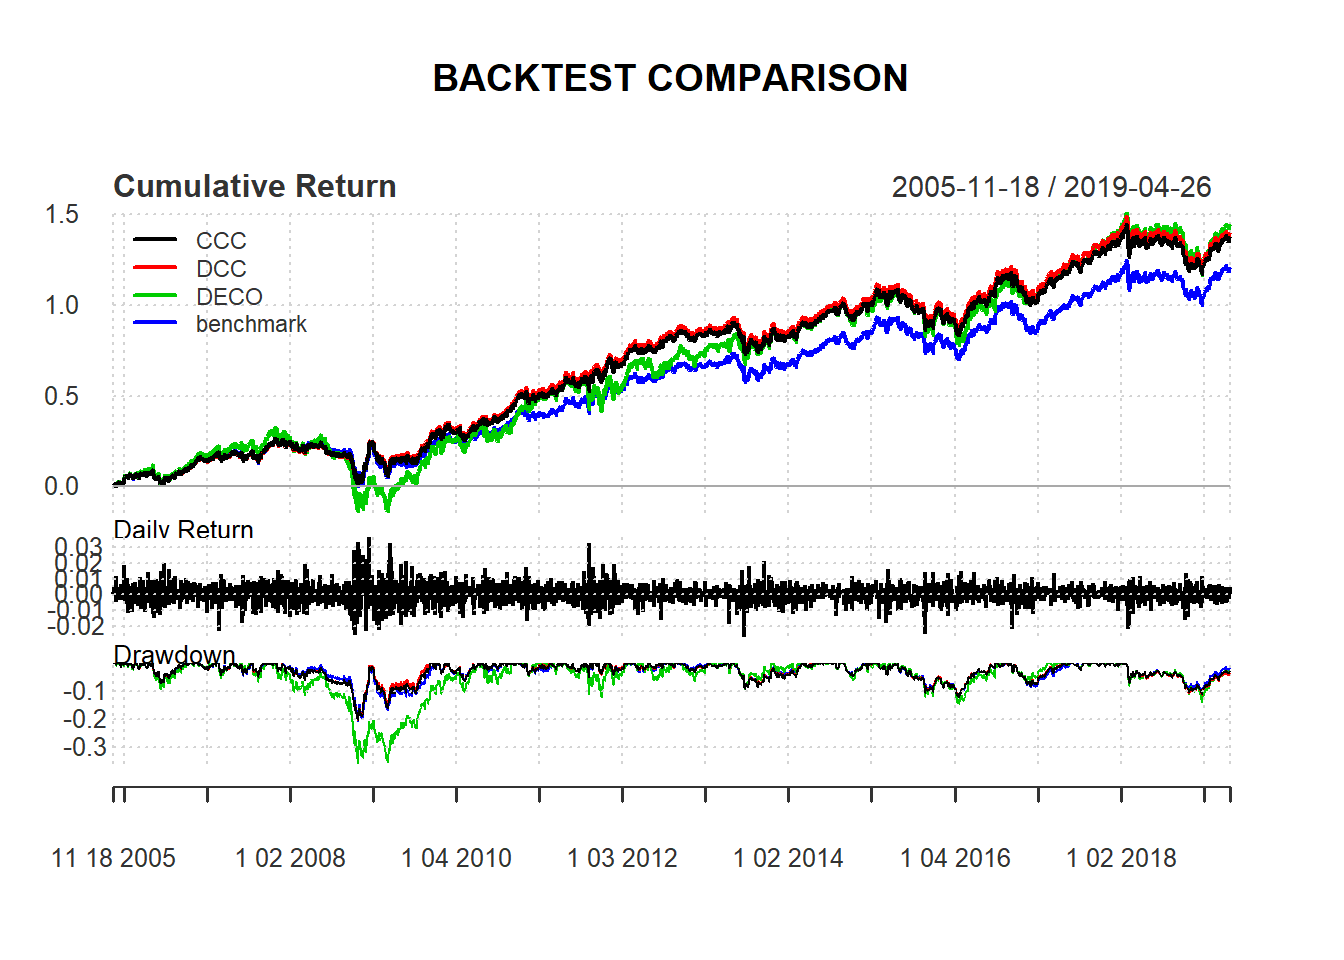 BACKTEST COMPARISON
Cumulative Return 2005-11-18 / 2019-04-26
1.5
1.0
0.5
0.0
CCC
DCC
DECO
benchmark
Daily Return
0.03
0.02
0.01
0.00
-0.01
-0.02
Drawdown
-0.1
-0.2
-0.3
11 18 2005 1 02 2008 1 04 2010 1 03 2012 1 02 2014 1 04 2016 1 02 2018